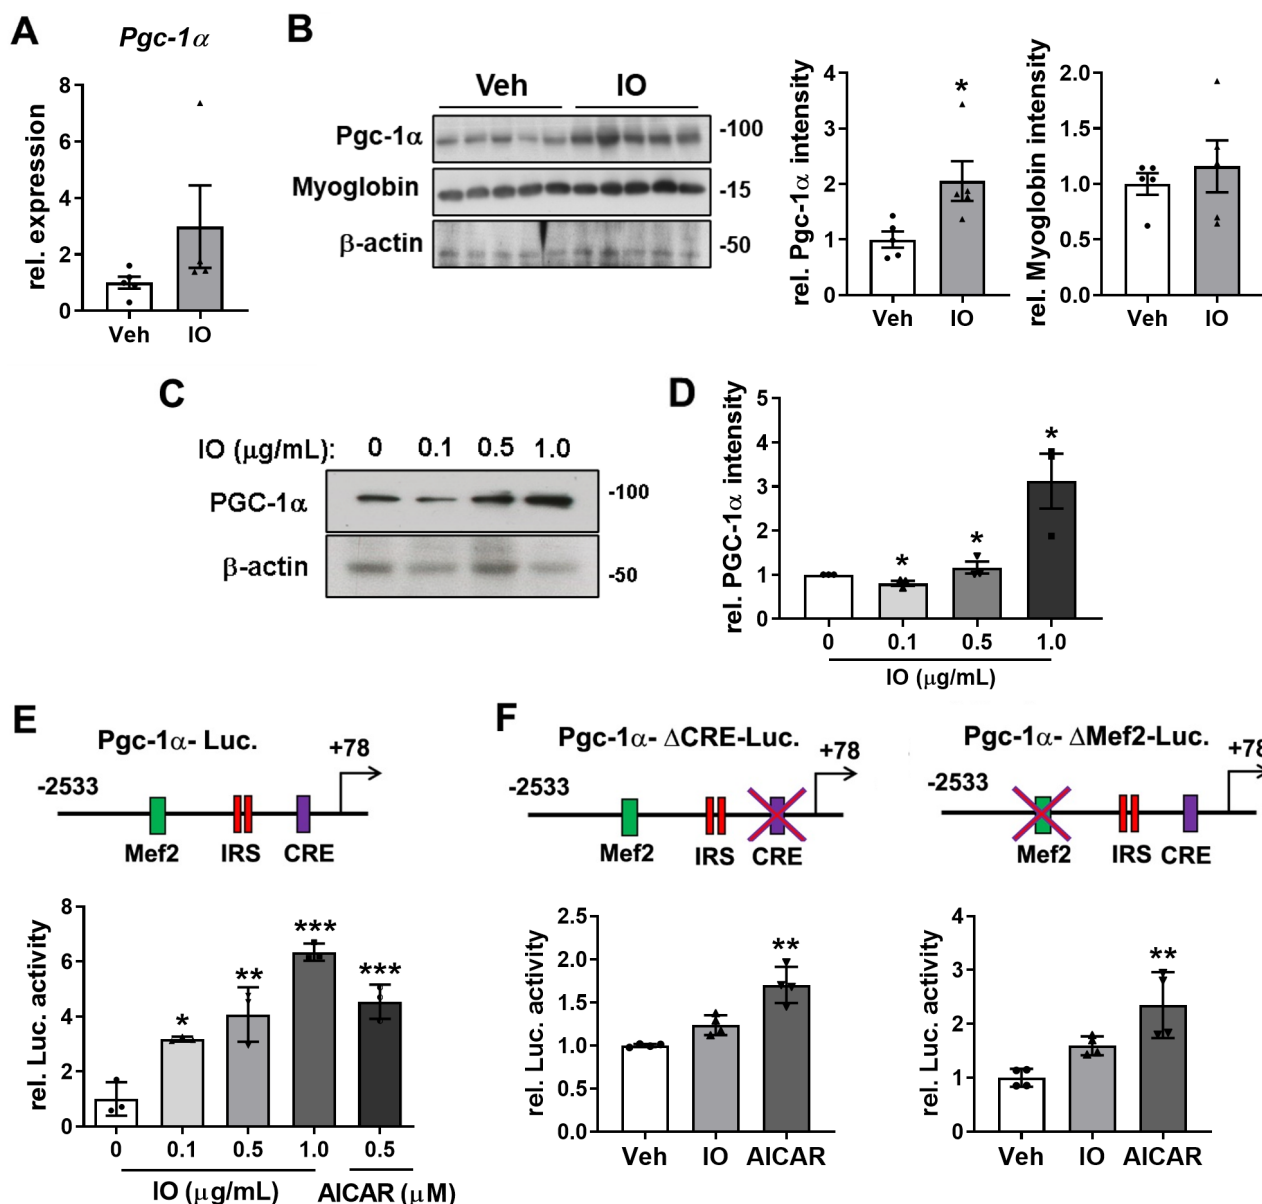 A
Pgc-1α
rel. expression
8
6
4
2
0
Veh
IO
B
Veh
IO
Pgc-1α
-100
Myoglobin
-15
β-actin
-50
rel. Pgc-1α intensity
4
3
2
1
0
*
Veh
IO
rel. Myoglobin intensity
2.0
1.5
1.0
0.5
0.0
Veh
IO
C
IO (μg/mL): 0 0.1 0.5 1.0
PGC-1α
-100
β-actin
-50
D
rel. PGC-1α intensity
5
4
3
2
1
0
* * *
0 0.1 0.5 1.0
IO (μg/mL)
E
Pgc-1α- Luc.
-2533
+78
Mef2 IRS CRE
rel. Luc. activity
8
6
4
2
0
* ** *** ***
0 0.1 0.5 1.0 0.5
IO (μg/mL) AICAR (μM)
F
Pgc-1α- ΔCRE-Luc.
-2533
+78
Mef2 IRS CRE
rel. Luc. activity
2.5
2.0
1.5
1.0
0.5
0.0
**
Veh IO AICAR
Pgc-1α- ΔMef2-Luc.
-2533
+78
Mef2 IRS CRE
rel. Luc. activity
4
3
2
1
0
**
Veh IO AICAR